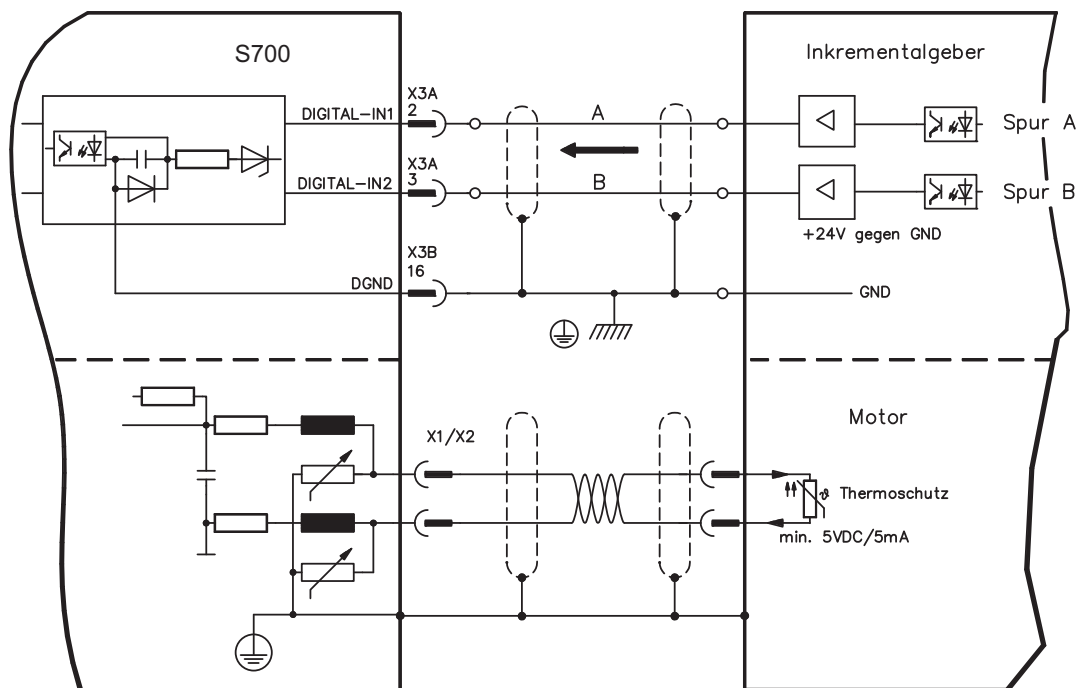 S700
Inkrementalgeber
X3A
2
DIGITAL-IN1
A
Spur A
X3A
3
DIGITAL-IN2
B
Spur B
+24V gegen GND
X3B
16
DGND
GND
Motor
X1/X2
ϑ Thermoschutz
min. 5VDC/5mA